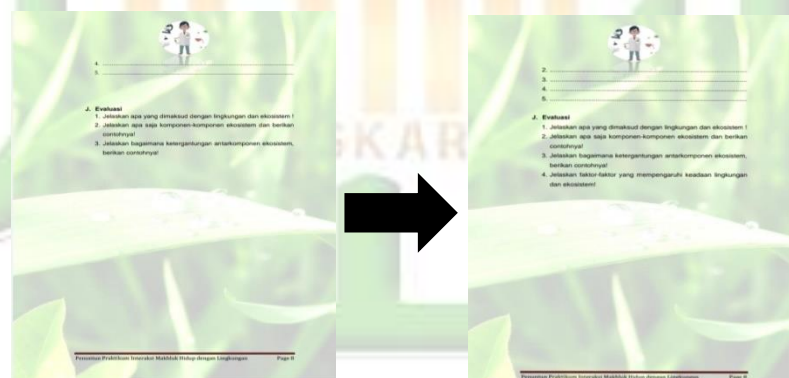 4. ............................................................
5. ............................................................
J. Evaluasi
1. Jelaskan apa yang dimaksud dengan lingkungan dan ekosistem !
2. Jelaskan apa saja komponen-komponen ekosistem dan berikan
contohnya!
3. Jelaskan bagaimana ketergantungan antarkomponen ekosistem,
berikan contohnya!
Penuntun Praktikum Interaksi Makhluk Hidup dengan Lingkungan Page 8
2. ............................................................
3. ............................................................
4. ............................................................
5. ............................................................
J. Evaluasi
1. Jelaskan apa yang dimaksud dengan lingkungan dan ekosistem !
2. Jelaskan apa saja komponen-komponen ekosistem dan berikan
contohnya!
3. Jelaskan bagaimana ketergantungan antarkomponen ekosistem,
berikan contohnya!
4. Jelaskan faktor-faktor yang mempengaruhi keadaan lingkungan
dan ekosistem!
Penuntun Praktikum Interaksi Makhluk Hidup dengan Lingkungan Page